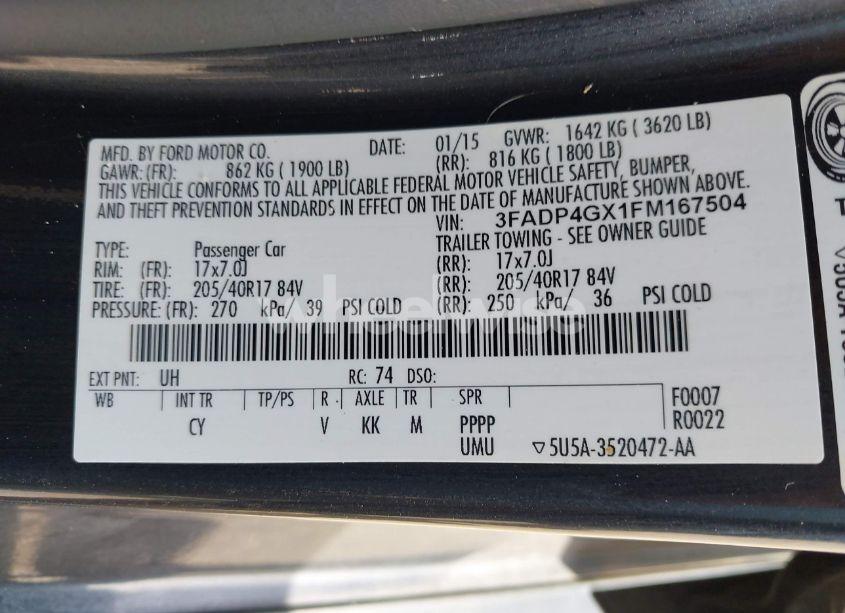 MFD. BY FORD MOTOR CO. DATE: 01/15 GVWR: 1642 KG ( 3620 LB)
GAWR: (FR): 862 KG ( 1900 LB) (RR): 816 KG ( 1800 LB)
THIS VEHICLE CONFORMS TO ALL APPLICABLE FEDERAL MOTOR VEHICLE SAFETY, BUMPER,
AND THEFT PREVENTION STANDARDS IN EFFECT ON THE DATE OF MANUFACTURE SHOWN ABOVE.
VIN: 3FADP4GX1FM167504
TYPE: Passenger Car TRAILER TOWING - SEE OWNER GUIDE
RIM: (FR): 17x7.0J (RR): 17x7.0J
TIRE: (FR): 205/40R17 84V (RR): 205/40R17 84V
PRESSURE: (FR): 270 kPa/ 39 PSI COLD (RR): 250 kPa/ 36 PSI COLD
wheelwise
EXT PNT: UH RC: 74 DSO:
WB INT TR TP/PS R. AXLE TR SPR F0007
CY V KK M PPPP R0022
UMU ▽5U5A-3520472-AA